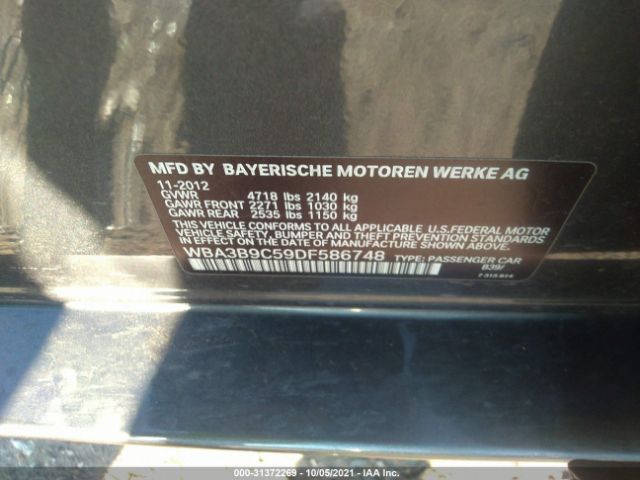 MFD BY BAYERISCHE MOTOREN WERKE AG
11-2012
GVWR 4718 lbs 2140 kg
GAWR FRONT 2271 lbs 1030 kg
GAWR REAR 2535 lbs 1150 kg
THIS VEHICLE CONFORMS TO ALL APPLICABLE U.S.FEDERAL MOTOR
VEHICLE SAFETY, BUMPER AND THEFT PREVENTION STANDARDS
IN EFFECT ON THE DATE OF MANUFACTURE SHOWN ABOVE.
WBA3B9C59DF586748 TYPE: PASSENGER CAR
B39/
000-31372269 - 10/05/2021 - IAA Inc.